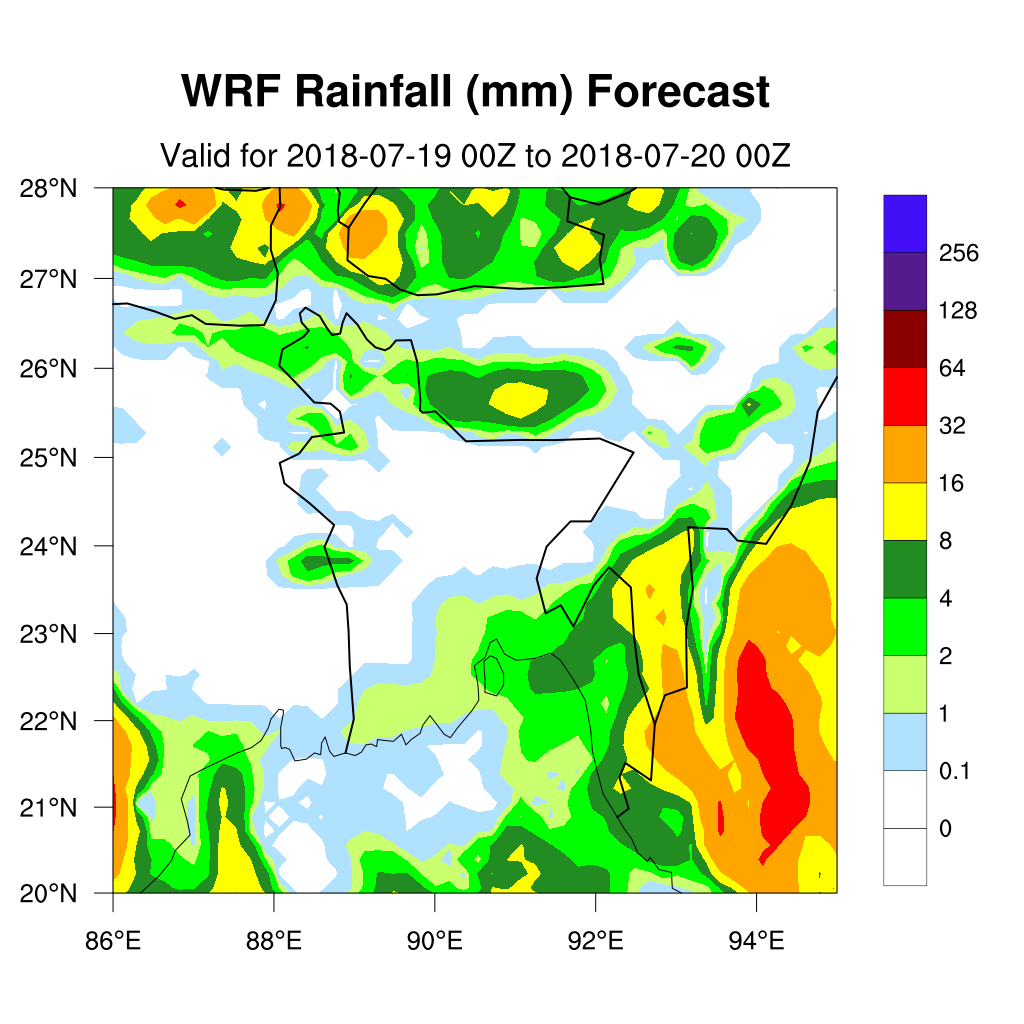 WRF Rainfall (mm) Forecast
Valid for 2018-07-19 00Z to 2018-07-20 00Z
28°N
27°N
26°N
25°N
24°N
23°N
22°N
21°N
20°N
86°E
88°E
90°E
92°E
94°E
256
128
64
32
16
8
4
2
1
0.1
0